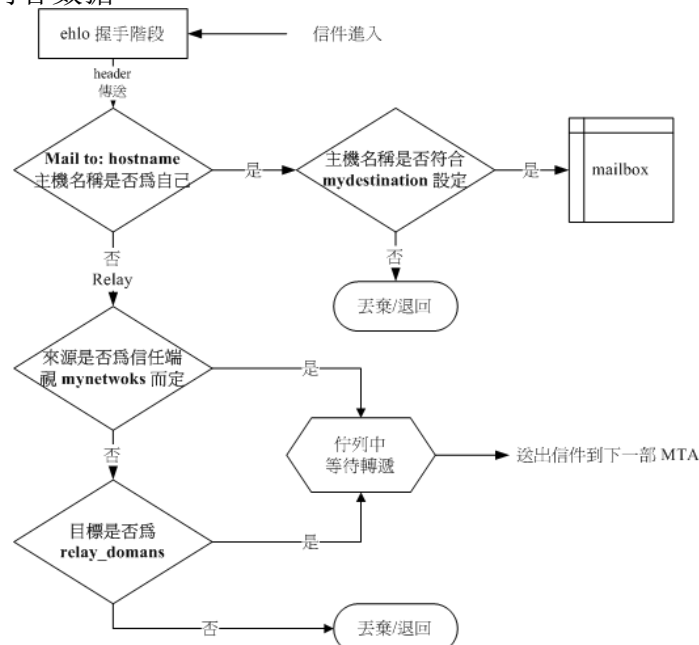 ehlo 握手階段
信件進入
header
傳送
Mail to: hostname
主機名稱是否爲自己
是
主機名稱是否符合
mydestination 設定
是
mailbox
否
Relay
否
丟棄/退回
來源是否爲信任端
視 mynetwoks 而定
是
佇列中
等待轉遞
送出信件到下一部 MTA
否
目標是否爲
relay_domans
是
否
丟棄/退回